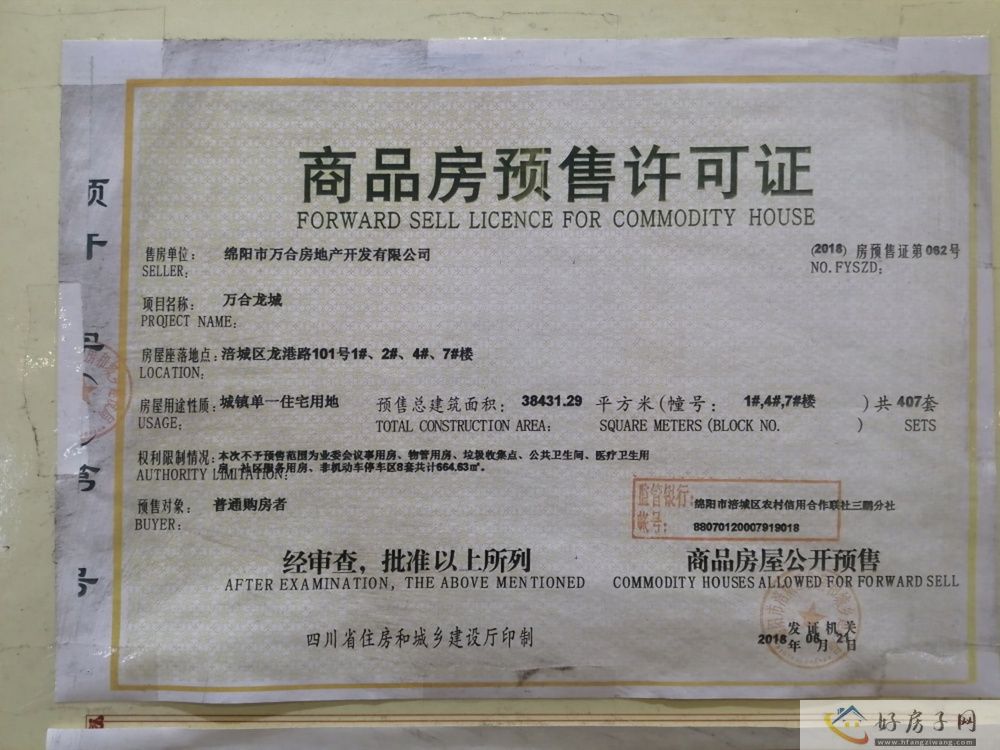 商品房预售许可证
FORWARD SELL LICENCE FOR COMMODITY HOUSE
售房单位: 绵阳市万合房地产开发有限公司
SELLER:
(2018) 房预售证第062号
NO.FYSZD:
项目名称: 万合龙城
PROJECT NAME:
房屋座落地点: 涪城区龙港路101号1#、2#、4#、7#楼
LOCATION:
房屋用途性质: 城镇单一住宅用地 预售总建筑面积: 38431.29 平方米(幢号: 1#,4#,7#楼 )共 407套
USAGE: TOTAL CONSTRUCTION AREA: SQUARE METERS (BLOCK NO. ) SETS
权利限制情况: 本次不予预售范围为业委会议事用房、物管用房、垃圾收集点、公共卫生间、医疗卫生用
房、社区服务用房、非机动车停车区8套共计664.63㎡。
AUTHORITY LIMITATION:
预售对象: 普通购房者
BUYER:
监管银行: 绵阳市涪城区农村信用合作联社三鹏分社
帐号: 88070120007919018
经审查，批准以上所列 商品房屋公开预售
AFTER EXAMINATION, THE ABOVE MENTIONED COMMODITY HOUSES ALLOWED FOR FORWARD SELL
四川省住房和城乡建设厅印制
发证机关
2018年 06月 21日
好房子网
www.hfangziwang.com